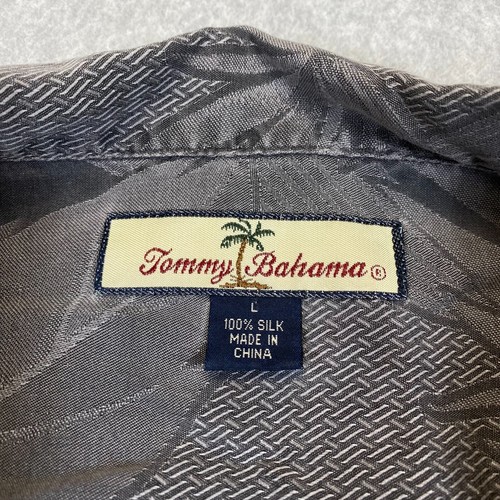 Tommy Bahama®
L
100% SILK
MADE IN
CHINA